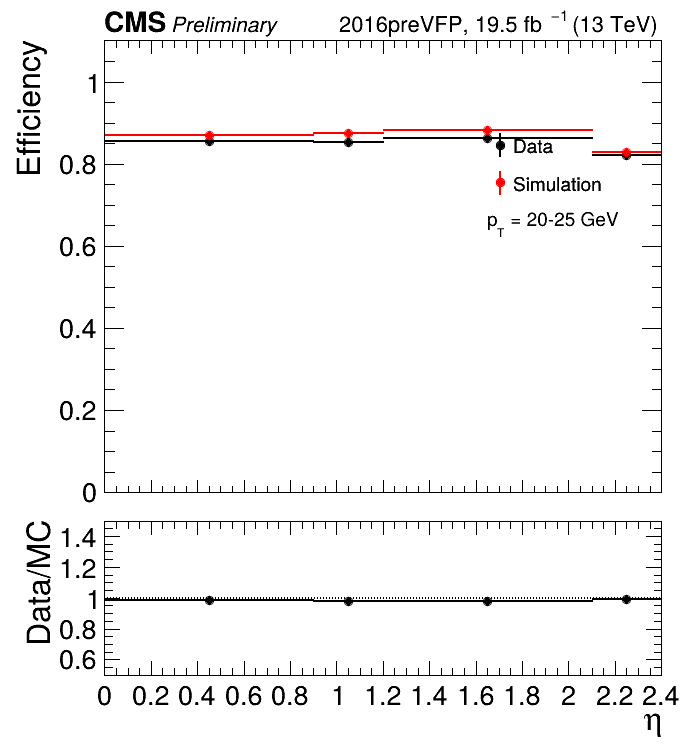 CMS Preliminary 2016preVFP, 19.5 fb⁻¹ (13 TeV)
Efficiency
1
0.8
0.6
0.4
0.2
0
Data
Simulation
p_T = 20-25 GeV
Data/MC
1.4
1.2
1
0.8
0.6
0 0.2 0.4 0.6 0.8 1 1.2 1.4 1.6 1.8 2 2.2 2.4
η